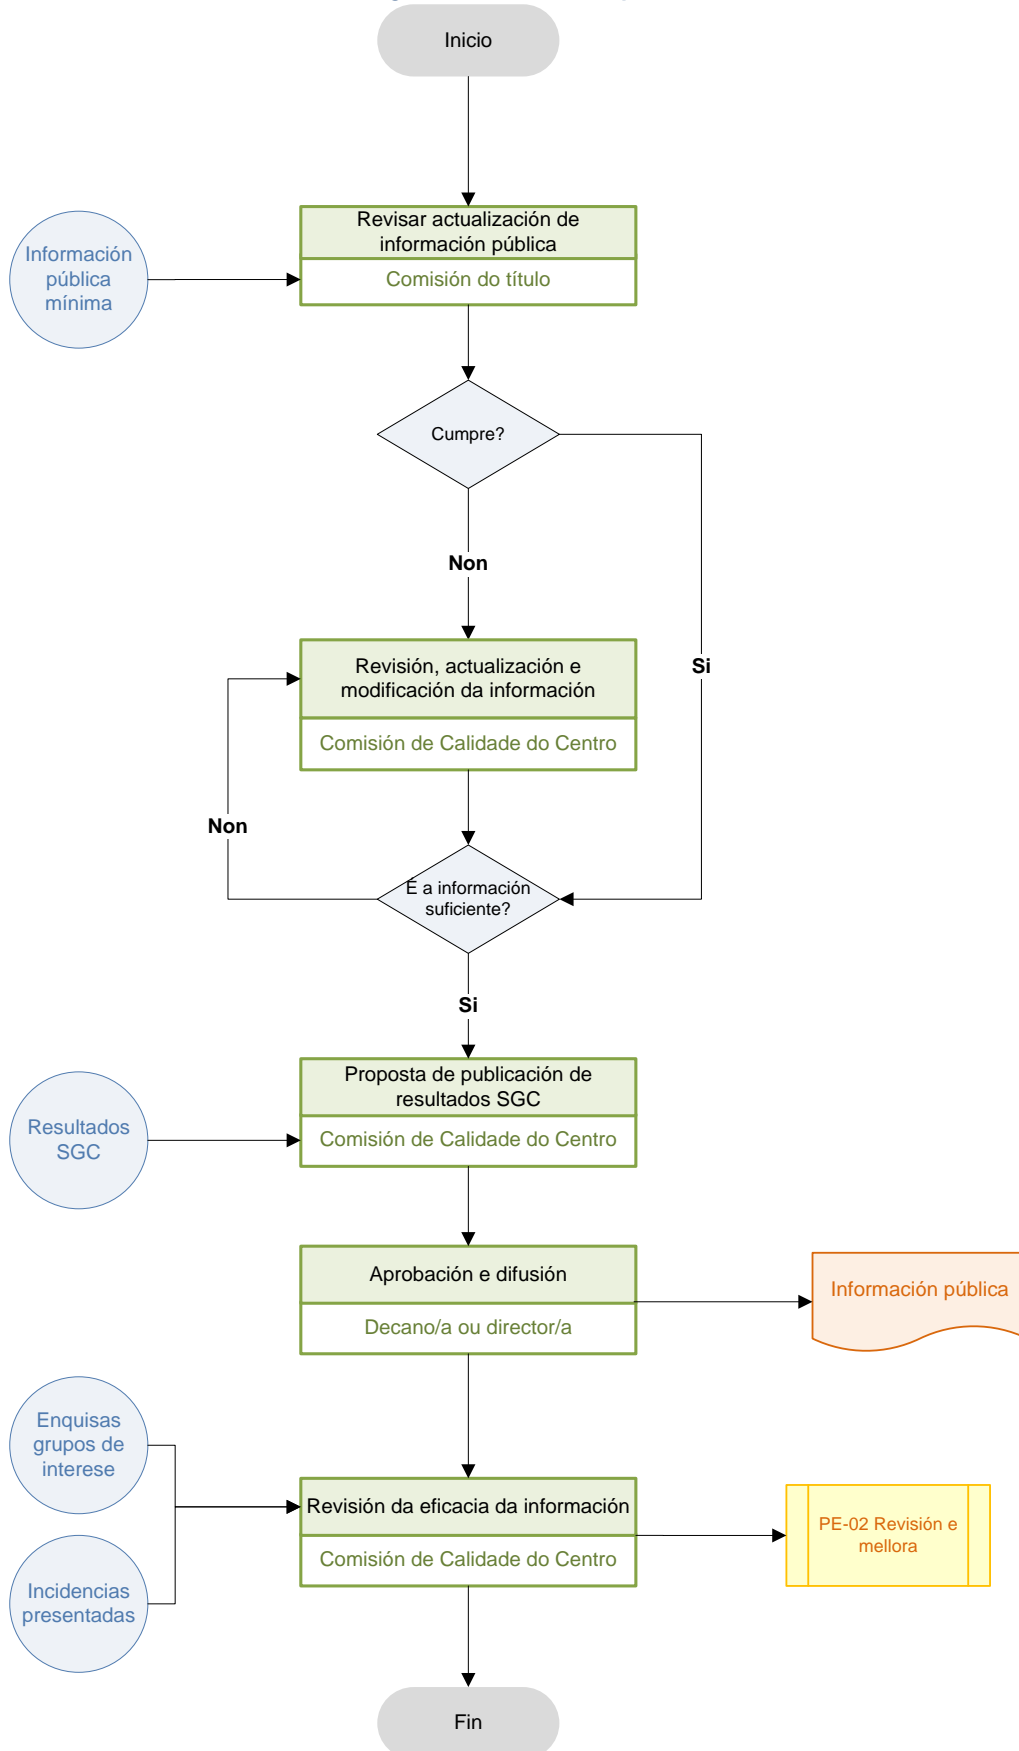 Inicio
Revisar actualización de
información pública
Comisión do título
Información
pública
mínima
Cumpre?
Non
Si
Revisión, actualización e
modificación da información
Comisión de Calidade do Centro
Non
É a información
suficiente?
Si
Proposta de publicación de
resultados SGC
Comisión de Calidade do Centro
Resultados
SGC
Aprobación e difusión
Decano/a ou director/a
Información pública
Enquisas
grupos de
interese
Revisión da eficacia da información
Comisión de Calidade do Centro
PE-02 Revisión e
mellora
Incidencias
presentadas
Fin